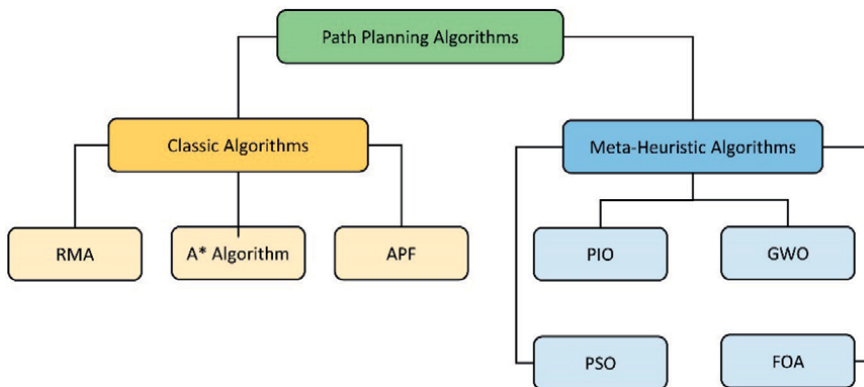 Path Planning Algorithms
Classic Algorithms
Meta-Heuristic Algorithms
RMA
A* Algorithm
APF
PIO
GWO
PSO
FOA